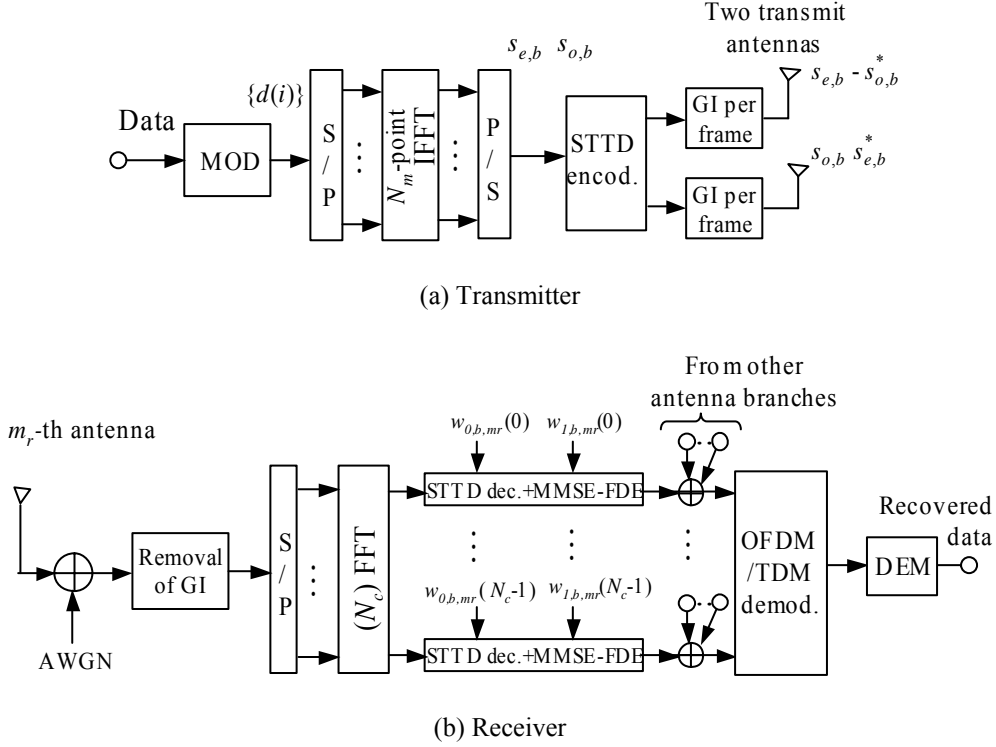 Two transmit
antennas
s_{e,b} s_{o,b}
s_{e,b} - s^*_{o,b}
{d(i)}
Data
MOD
S
/
P
⋮
N_m-point
IFFT
⋮
P
/
S
STTD
encod.
GI per
frame
GI per
frame
s_{o,b} s^*_{e,b}
(a) Transmitter
From other
antenna branches
m_r-th antenna
w_{0,b,mr}(0) w_{1,b,mr}(0)
STTD dec.+MMSE-FDE
Removal
of GI
AWGN
S
/
P
⋮
(N_c) FFT
⋮ ⋮ ⋮
w_{0,b,mr}(N_c-1) w_{1,b,mr}(N_c-1)
STTD dec.+MMSE-FDE
OFDM
/TDM
demod.
Recovered
data
DEM
(b) Receiver